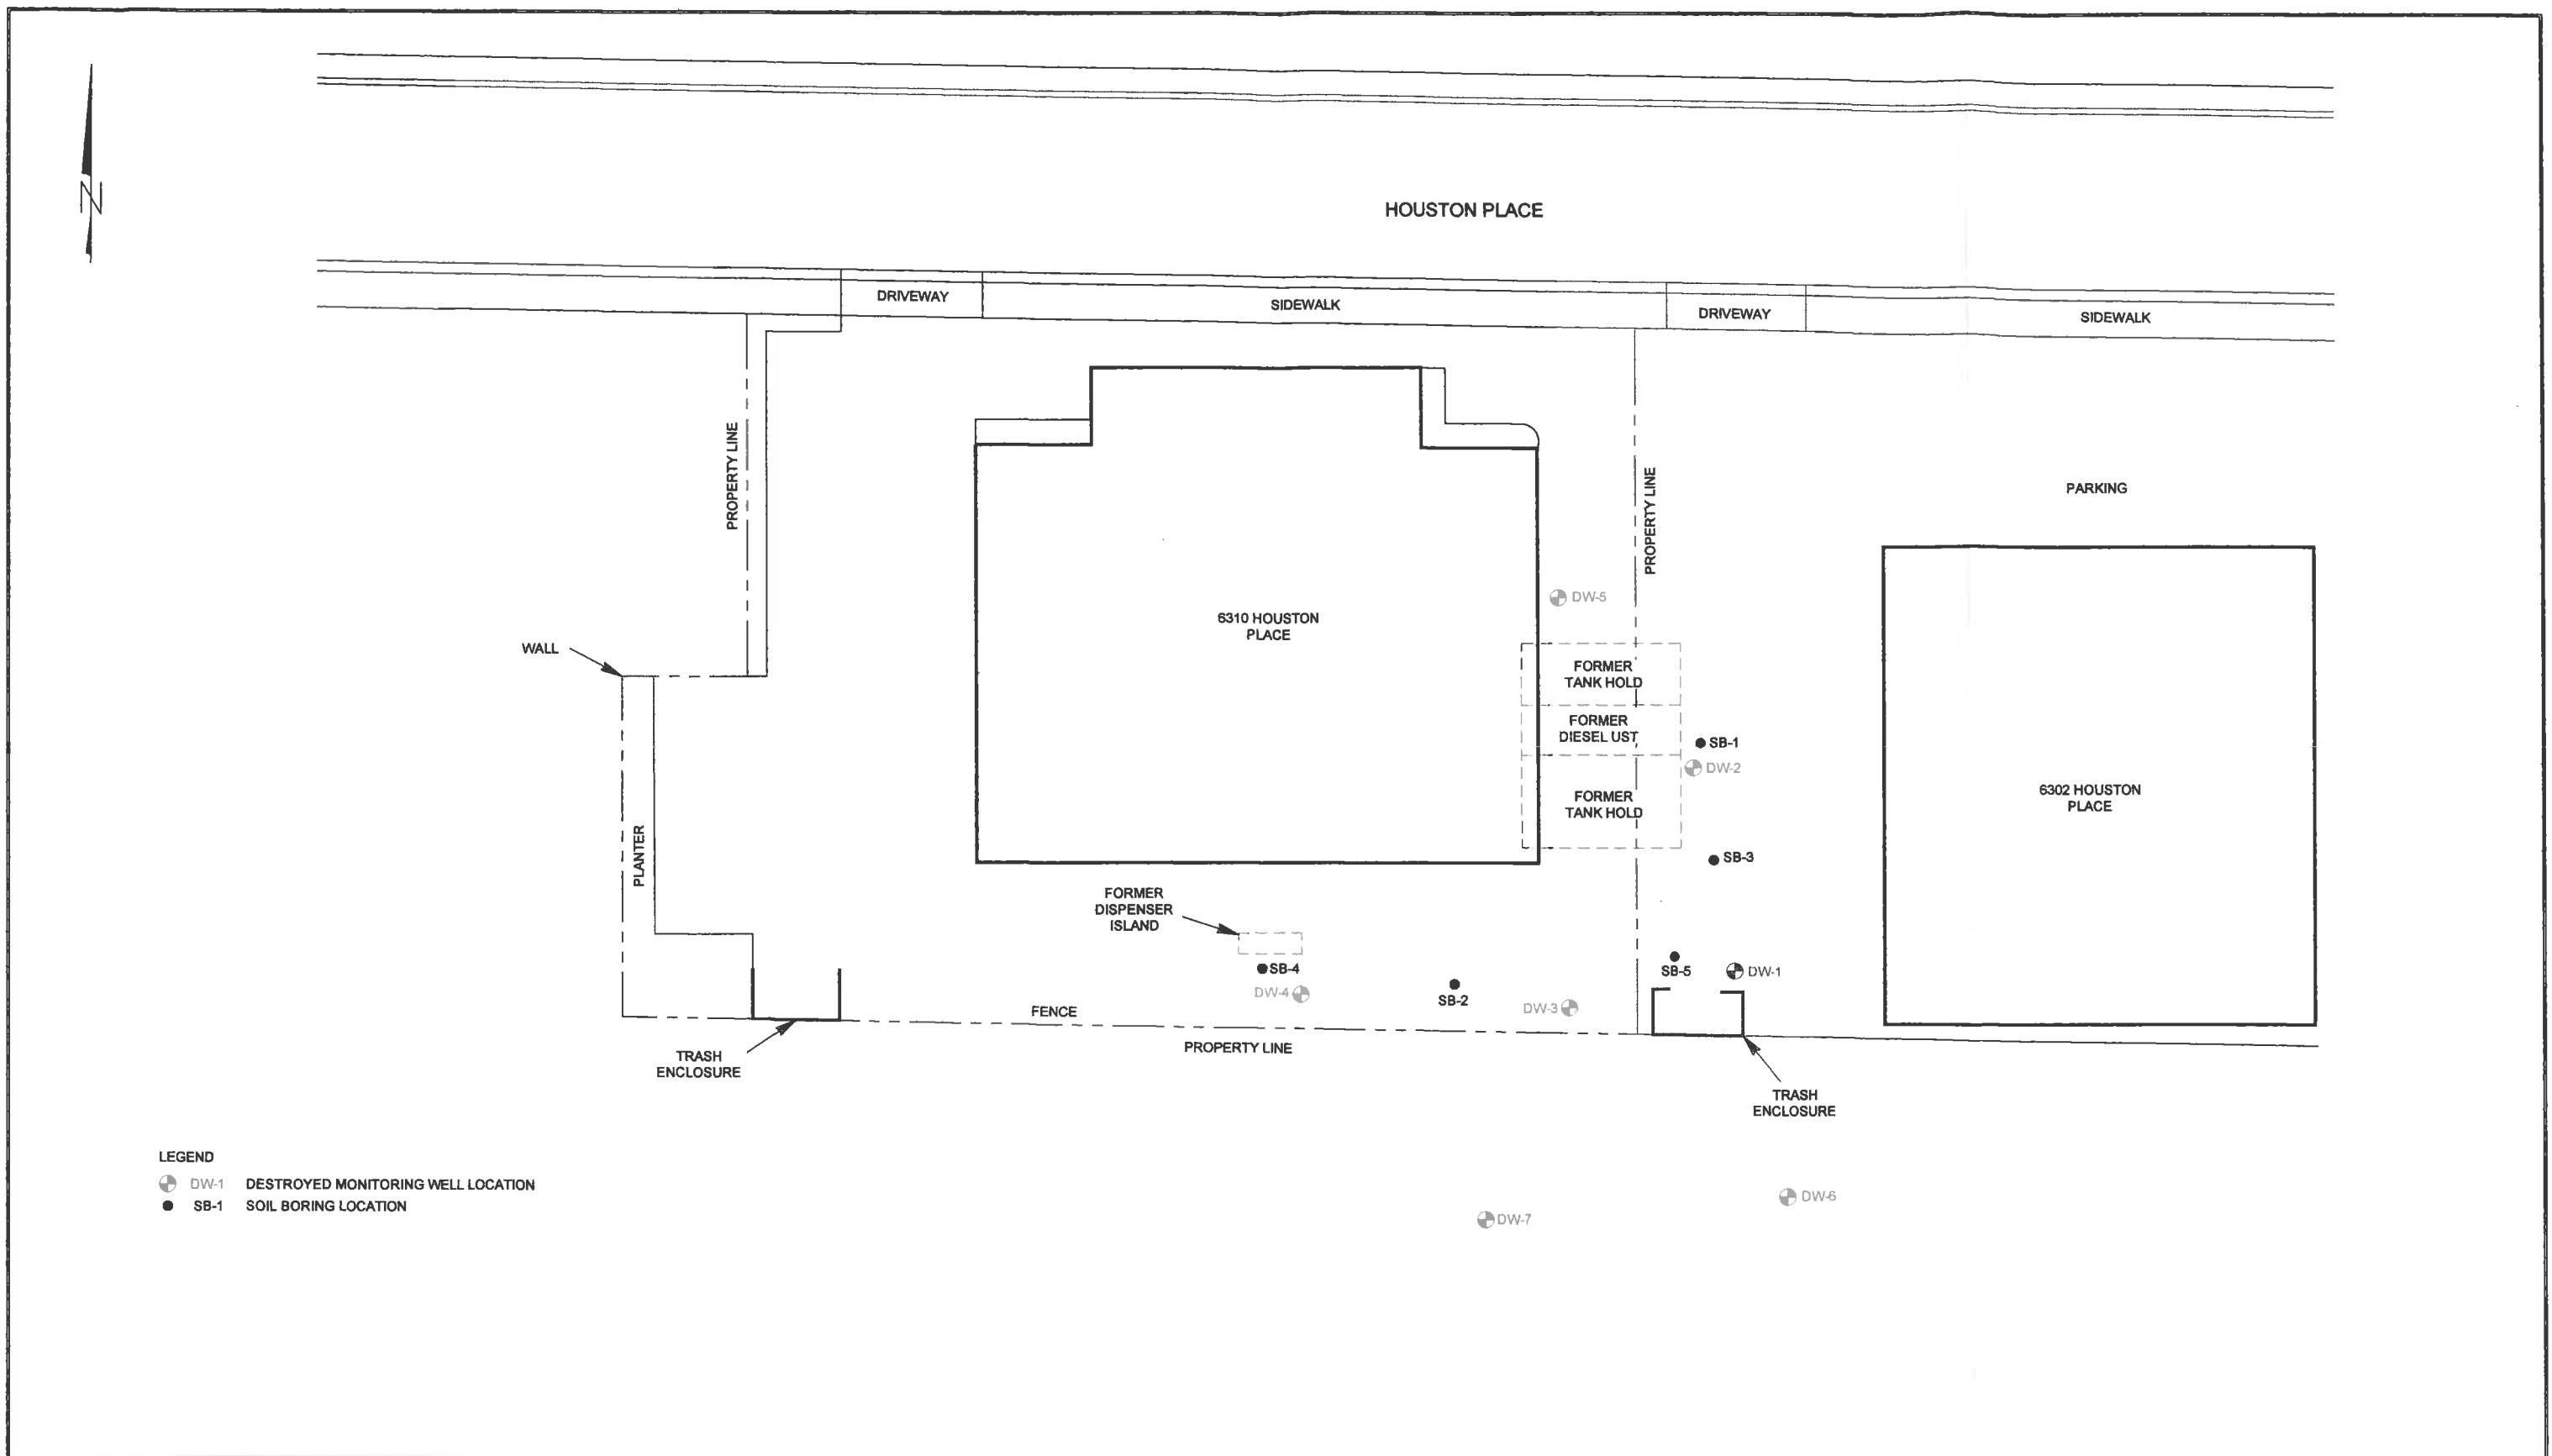 N
HOUSTON PLACE
DRIVEWAY
SIDEWALK
DRIVEWAY
SIDEWALK
PROPERTY LINE
PROPERTY LINE
PARKING
DW-5
6310 HOUSTON
PLACE
WALL
FORMER
TANK HOLD
FORMER
DIESEL UST
SB-1
DW-2
FORMER
TANK HOLD
6302 HOUSTON
PLACE
PLANTER
SB-3
FORMER
DISPENSER
ISLAND
SB-4
DW-4
SB-2
DW-3
SB-5
DW-1
FENCE
PROPERTY LINE
TRASH
ENCLOSURE
TRASH
ENCLOSURE
LEGEND
DW-1 DESTROYED MONITORING WELL LOCATION
SB-1 SOIL BORING LOCATION
DW-6
DW-7